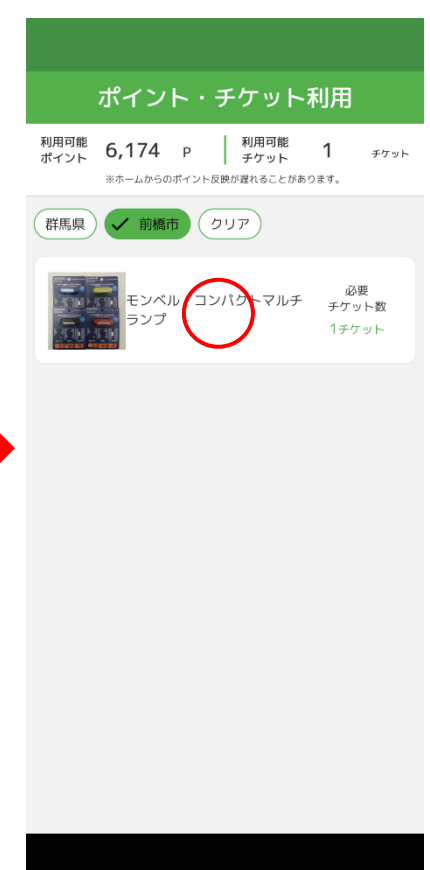 ポイント・チケット利用
利用可能
ポイント 6,174 P
利用可能
チケット 1 チケット
※ホームからのポイント反映が遅れることがあります。
群馬県 前橋市 クリア
モンベル コンパクトマルチ
ランプ
必要
チケット数
1チケット